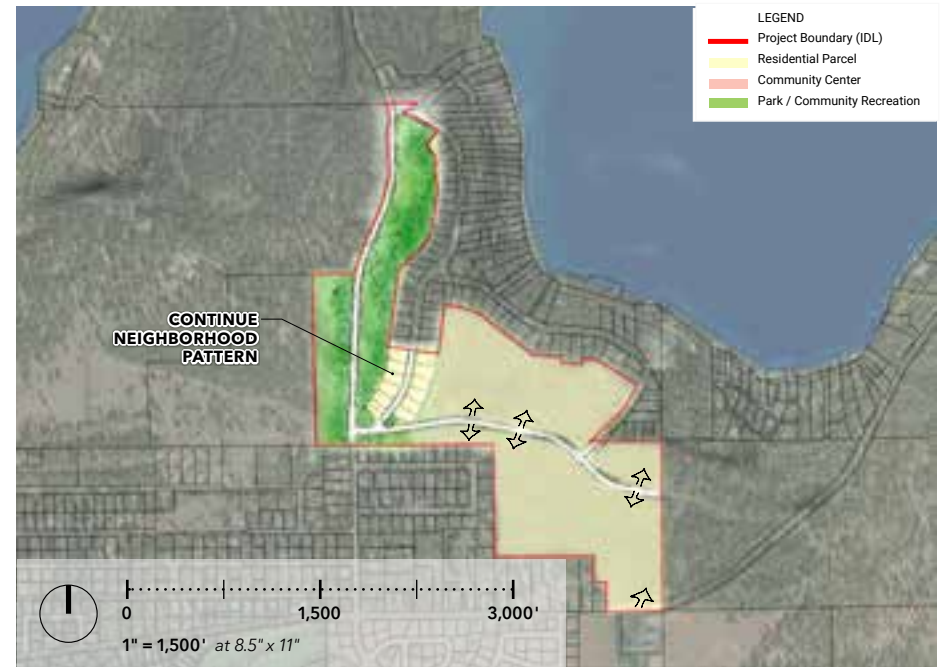 LEGEND
Project Boundary (IDL)
Residential Parcel
Community Center
Park / Community Recreation
CONTINUE
NEIGHBORHOOD
PATTERN
0 1,500 3,000'
1" = 1,500' at 8.5" x 11"